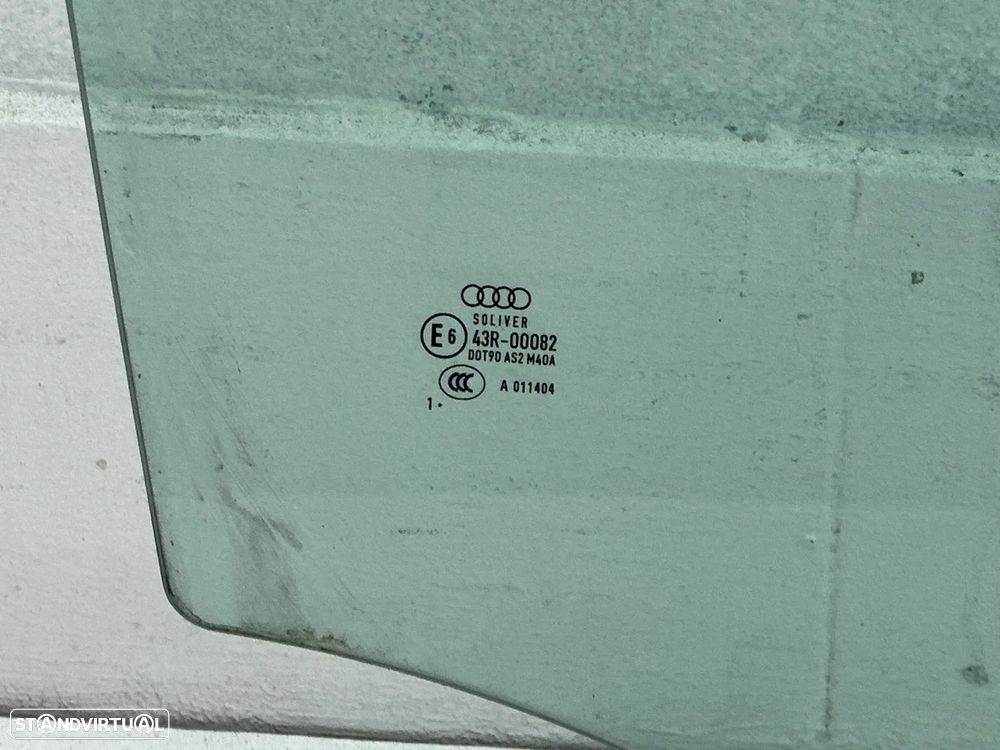 SOLIVER
E6 43R-00082
DOT90 AS2 M40A
CCC A 011404
1·
STANDVIRTUAL